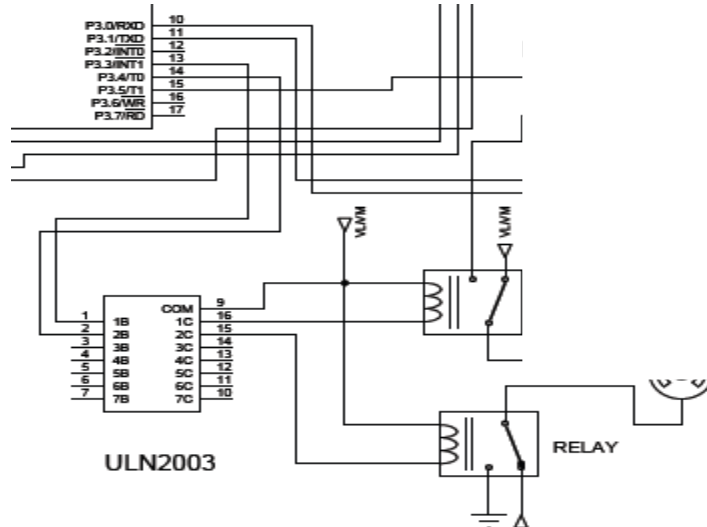 P3.0/RXD 10
P3.1/TXD 11
P3.2/INT0 12
P3.3/INT1 13
P3.4/T0 14
P3.5/T1 15
P3.6/WR 16
P3.7/RD 17
VLIVM
VLIVM
COM 9
1 1B 1C 16
2 2B 2C 15
3 3B 3C 14
4 4B 4C 13
5 5B 5C 12
6 6B 6C 11
7 7B 7C 10
ULN2003
RELAY